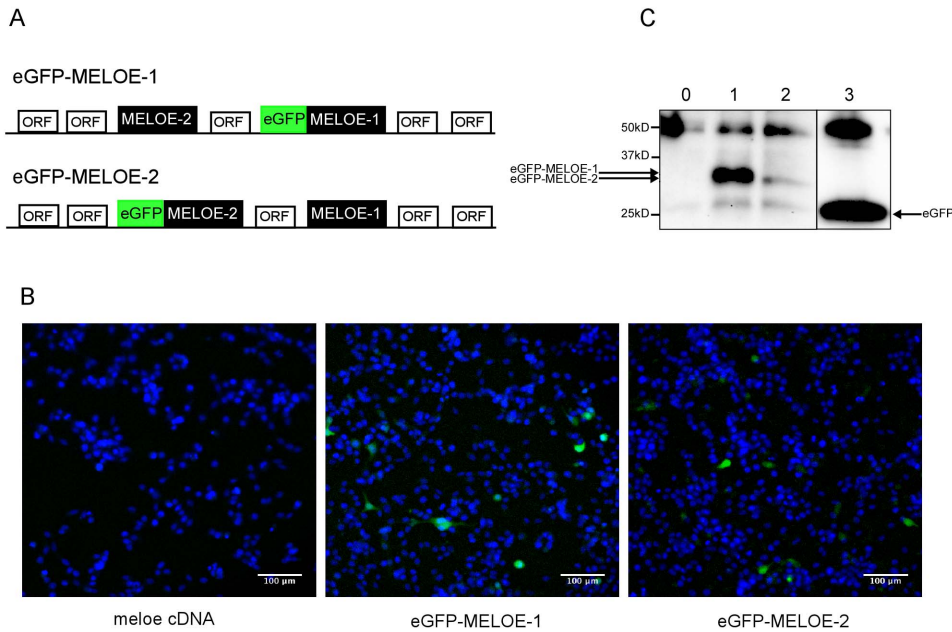 A
eGFP-MELOE-1
ORF ORF MELOE-2 ORF eGFP MELOE-1 ORF ORF
eGFP-MELOE-2
ORF ORF eGFP MELOE-2 ORF MELOE-1 ORF ORF
C
0 1 2 3
50kD
37kD
eGFP-MELOE-1
eGFP-MELOE-2
25kD
eGFP
B
100 µm
100 µm
100 µm
meloe cDNA
eGFP-MELOE-1
eGFP-MELOE-2